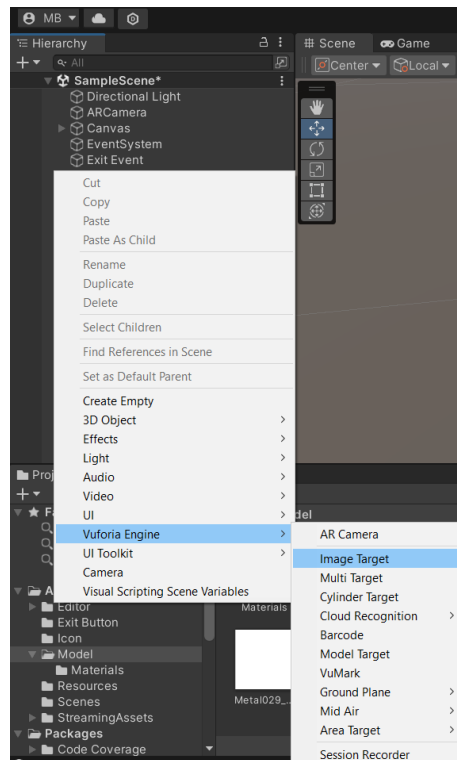 MB
Hierarchy
# Scene
Game
All
Center
Local
SampleScene*
Directional Light
ARCamera
Canvas
EventSystem
Exit Event
Cut
Copy
Paste
Paste As Child
Rename
Duplicate
Delete
Select Children
Find References in Scene
Set as Default Parent
Create Empty
3D Object
Effects
Light
Audio
Video
UI
Vuforia Engine
UI Toolkit
Camera
Visual Scripting Scene Variables
AR Camera
Image Target
Multi Target
Cylinder Target
Cloud Recognition
Barcode
Model Target
VuMark
Ground Plane
Mid Air
Area Target
Session Recorder
Proj
F
del
A
Editor
Exit Button
Icon
Model
Materials
Resources
Scenes
StreamingAssets
Packages
Code Coverage
Materials
Metal029_...